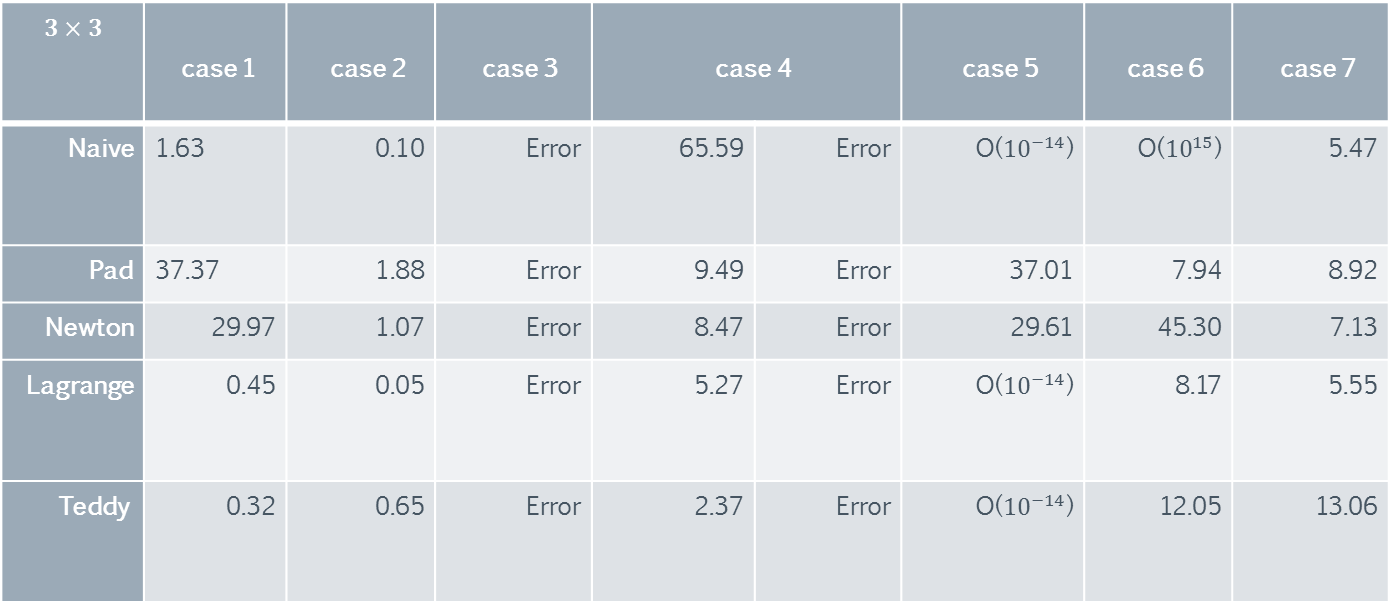 3 × 3
case 1 case 2 case 3 case 4 case 5 case 6 case 7
Naive 1.63 0.10 Error 65.59 Error O(10⁻¹⁴) O(10¹⁵) 5.47
Pad 37.37 1.88 Error 9.49 Error 37.01 7.94 8.92
Newton 29.97 1.07 Error 8.47 Error 29.61 45.30 7.13
Lagrange 0.45 0.05 Error 5.27 Error O(10⁻¹⁴) 8.17 5.55
Teddy 0.32 0.65 Error 2.37 Error O(10⁻¹⁴) 12.05 13.06